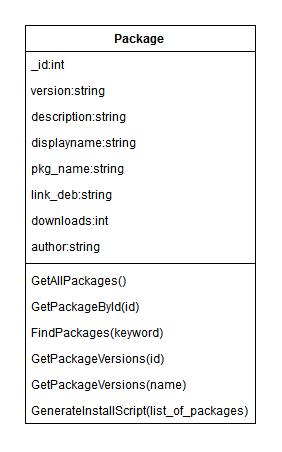 Package
_id:int
version:string
description:string
displayname:string
pkg_name:string
link_deb:string
downloads:int
author:string
GetAllPackages()
GetPackageById(id)
FindPackages(keyword)
GetPackageVersions(id)
GetPackageVersions(name)
GenerateInstallScript(list_of_packages)